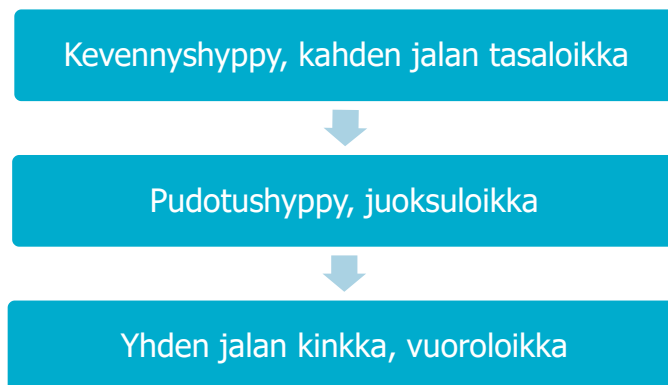 Kevennyshyppy, kahden jalan tasaloikka
Pudotushyppy, juoksuloikka
Yhden jalan kinkka, vuoroloikka